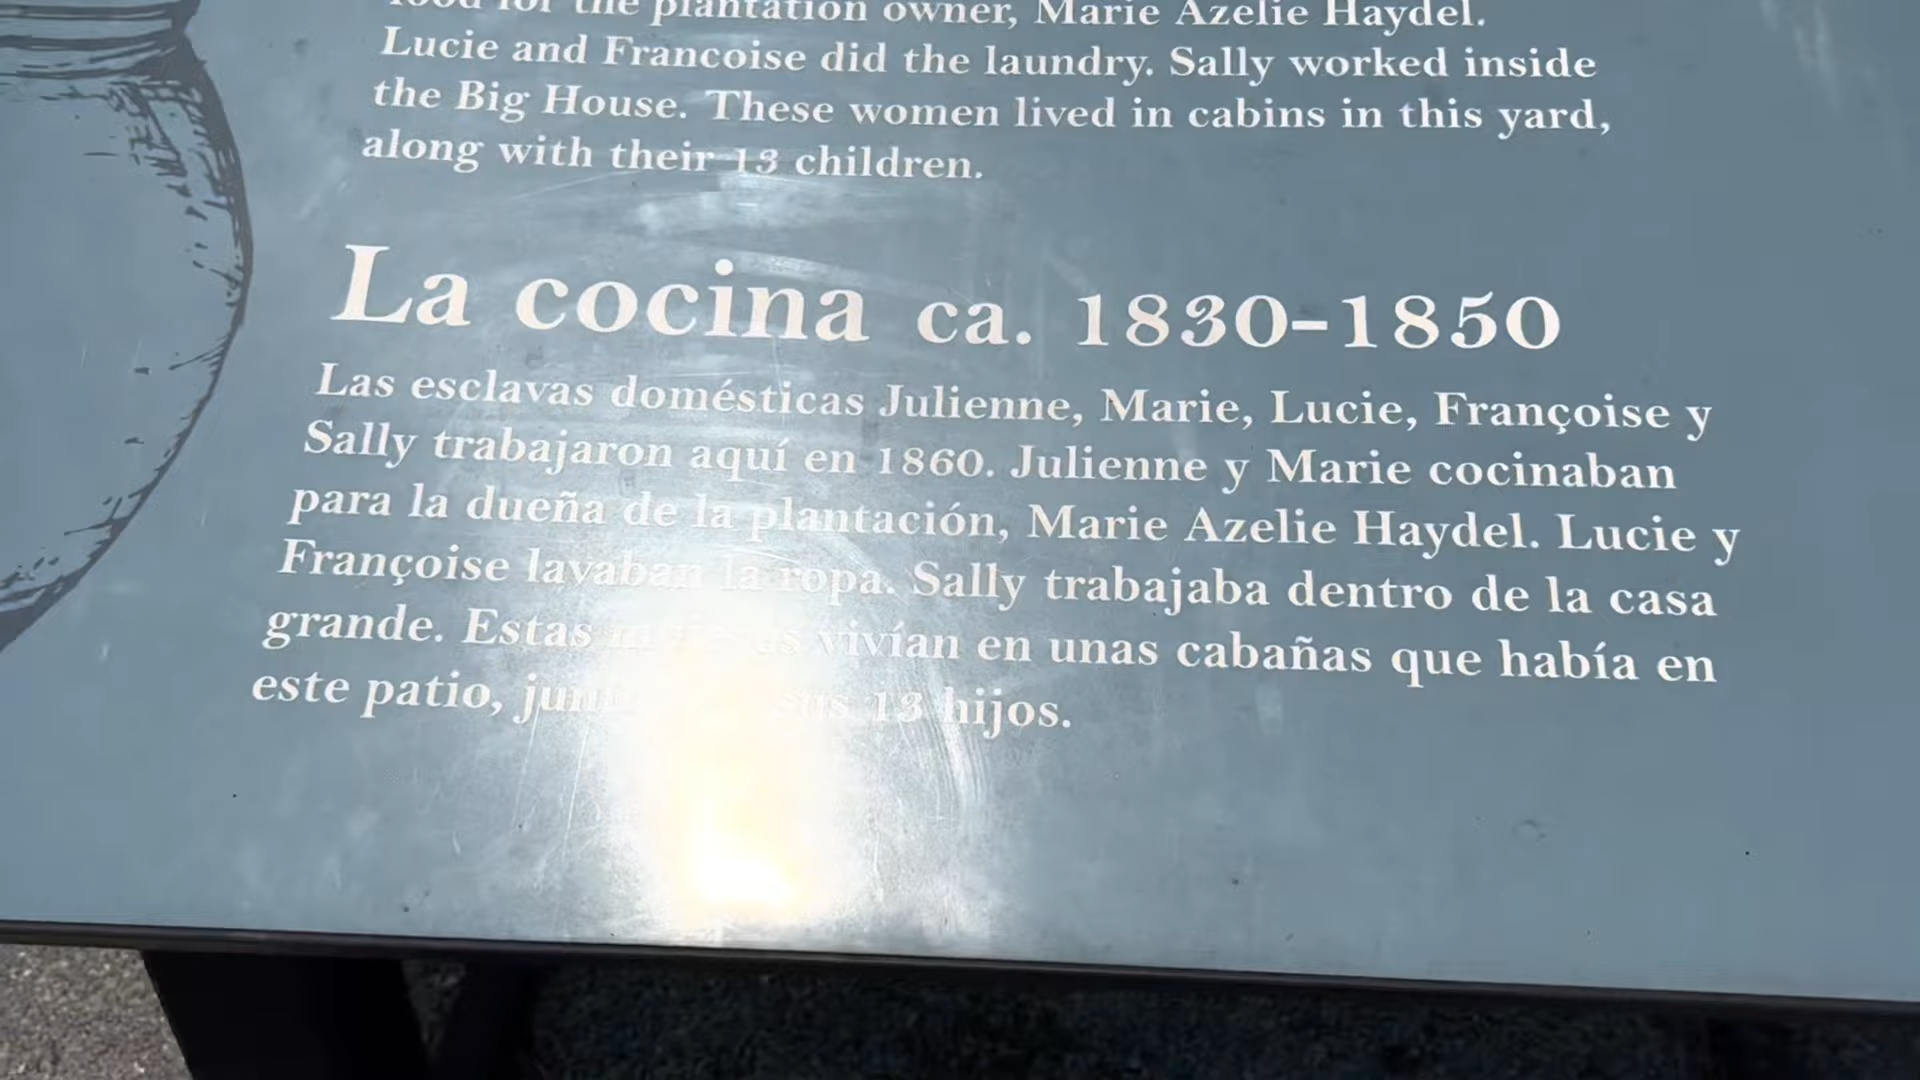 food for the plantation owner, Marie Azelie Haydel.
Lucie and Francoise did the laundry. Sally worked inside
the Big House. These women lived in cabins in this yard,
along with their 13 children.
La cocina ca. 1830-1850
Las esclavas domésticas Julienne, Marie, Lucie, Françoise y
Sally trabajaron aquí en 1860. Julienne y Marie cocinaban
para la dueña de la plantación, Marie Azelie Haydel. Lucie y
Françoise lavaban la ropa. Sally trabajaba dentro de la casa
grande. Estas vivían en unas cabañas que había en
este patio, sus 13 hijos.